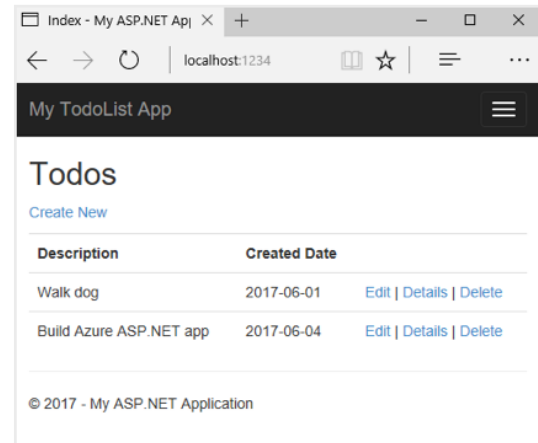 Index - My ASP.NET Ap
localhost:1234
My TodoList App
Todos
Create New
Description Created Date
Walk dog 2017-06-01 Edit | Details | Delete
Build Azure ASP.NET app 2017-06-04 Edit | Details | Delete
© 2017 - My ASP.NET Application